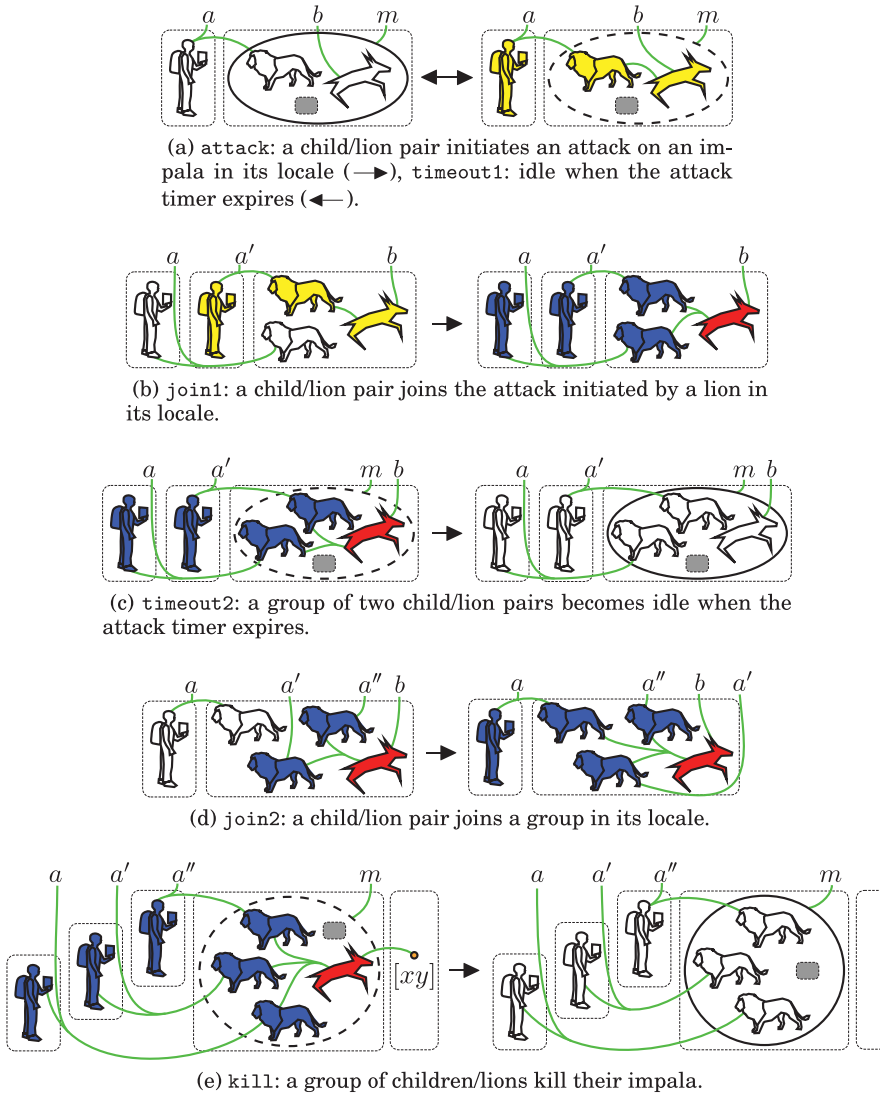 a b m b m
a
(a) attack: a child/lion pair initiates an attack on an im-
pala in its locale (→), timeout1: idle when the attack
timer expires (←).
a a′ b a a′ b
(b) join1: a child/lion pair joins the attack initiated by a lion in
its locale.
a a′ m b a a′ m b
(c) timeout2: a group of two child/lion pairs becomes idle when the
attack timer expires.
a a′ a″ b a a″ b a′
(d) join2: a child/lion pair joins a group in its locale.
a a′ a″ m a a′ a″ m
[xy]
(e) kill: a group of children/lions kill their impala.